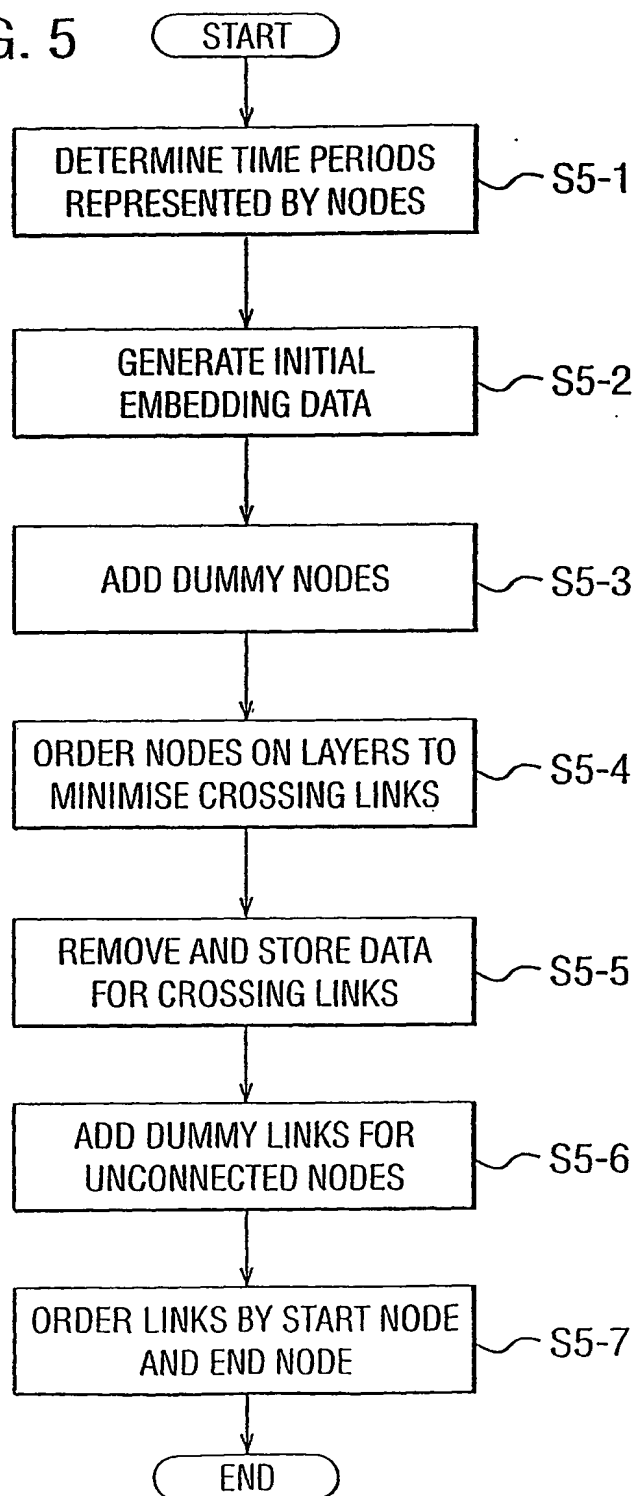 G. 5
START
DETERMINE TIME PERIODS
REPRESENTED BY NODES
S5-1
GENERATE INITIAL
EMBEDDING DATA
S5-2
ADD DUMMY NODES
S5-3
ORDER NODES ON LAYERS TO
MINIMISE CROSSING LINKS
S5-4
REMOVE AND STORE DATA
FOR CROSSING LINKS
S5-5
ADD DUMMY LINKS FOR
UNCONNECTED NODES
S5-6
ORDER LINKS BY START NODE
AND END NODE
S5-7
END